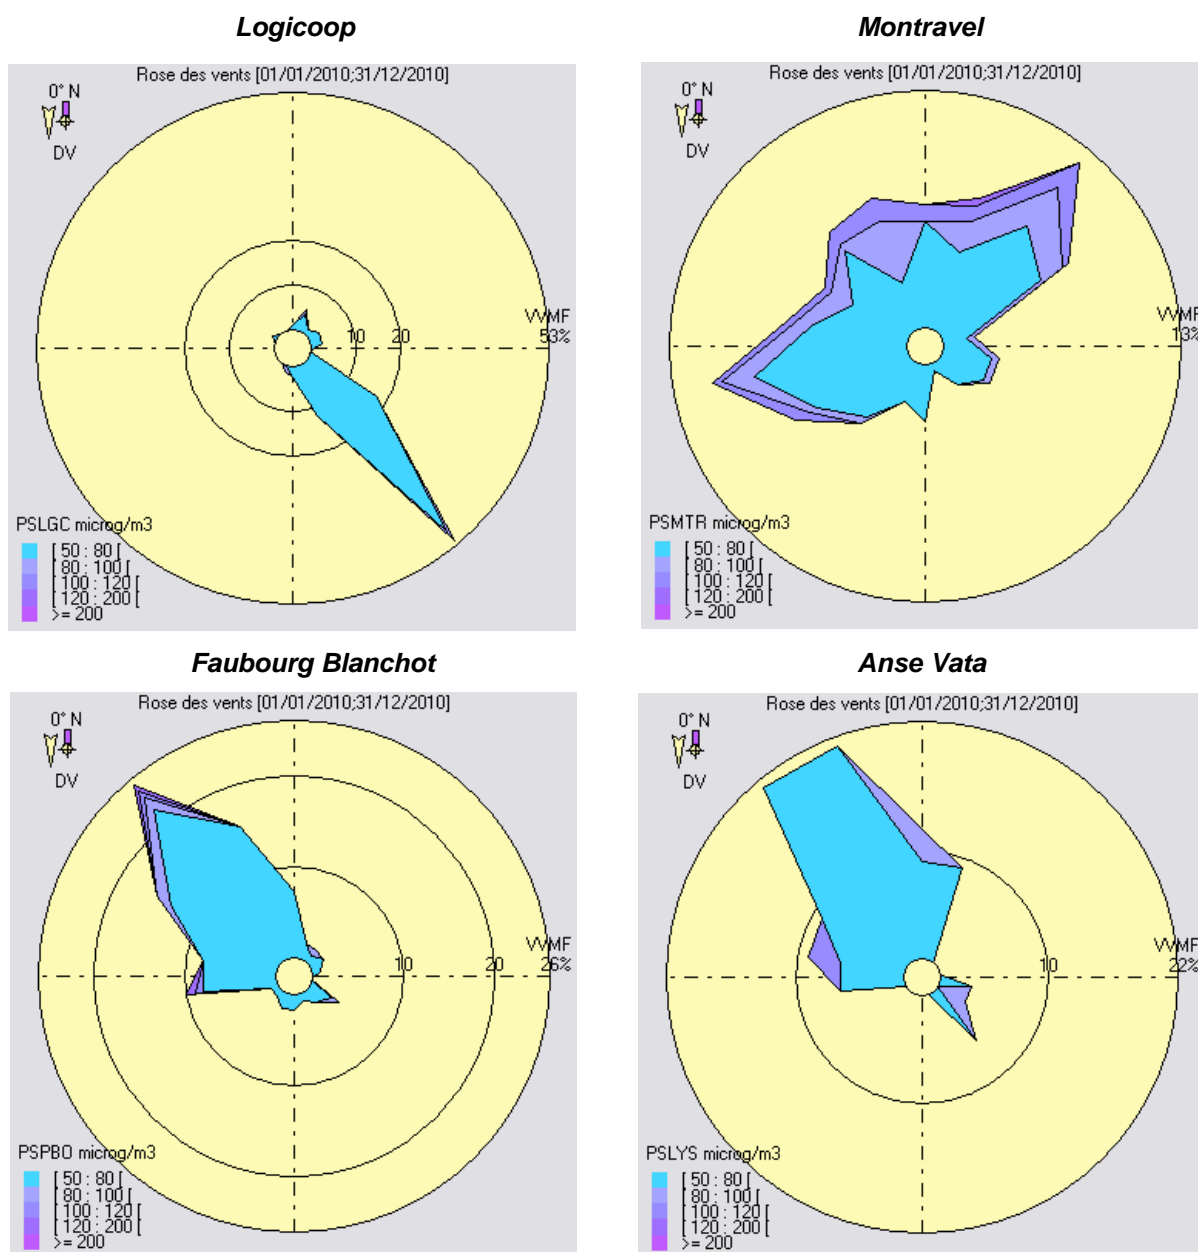 Logicoop
Rose des vents [01/01/2010;31/12/2010]
0° N
DV
VVMF
10 20 53%
PSLGC microg/m3
[ 50 : 80 [
[ 80 : 100 [
[ 100 : 120 [
[ 120 : 200 [
>= 200
Montravel
Rose des vents [01/01/2010;31/12/2010]
0° N
DV
VVMF
13%
PSMTR microg/m3
[ 50 : 80 [
[ 80 : 100 [
[ 100 : 120 [
[ 120 : 200 [
>= 200
Faubourg Blanchot
Rose des vents [01/01/2010;31/12/2010]
0° N
DV
VVMF
10 20 26%
PSPBO microg/m3
[ 50 : 80 [
[ 80 : 100 [
[ 100 : 120 [
[ 120 : 200 [
>= 200
Anse Vata
Rose des vents [01/01/2010;31/12/2010]
0° N
DV
VVMF
10 22%
PSLYS microg/m3
[ 50 : 80 [
[ 80 : 100 [
[ 100 : 120 [
[ 120 : 200 [
>= 200